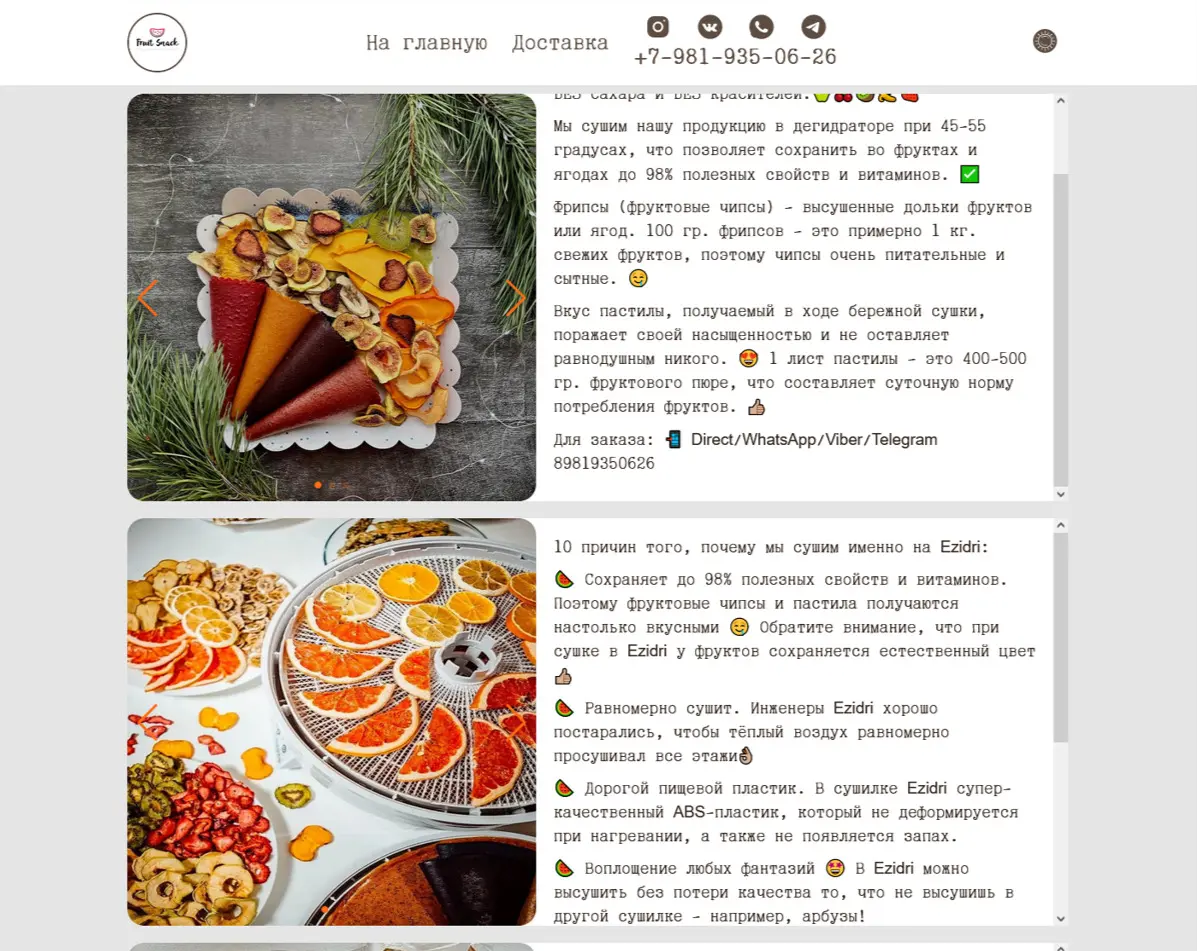 Fruit Snack
На главную
Доставка
+7-981-935-06-26
БЕЗ сахара и БЕЗ красителей.🍏🍒🥝🍌🍓
Мы сушим нашу продукцию в дегидраторе при 45-55
градусах, что позволяет сохранить во фруктах и
ягодах до 98% полезных свойств и витаминов. ✅
Фрипсы (фруктовые чипсы) - высушенные дольки фруктов
или ягод. 100 гр. фрипсов - это примерно 1 кг.
свежих фруктов, поэтому чипсы очень питательные и
сытные. 😋
Вкус пастилы, получаемый в ходе бережной сушки,
поражает своей насыщенностью и не оставляет
равнодушным никого. 😍 1 лист пастилы - это 400-500
гр. фруктового пюре, что составляет суточную норму
потребления фруктов. 👍🏼
Для заказа: 📲 Direct/WhatsApp/Viber/Telegram
89819350626
10 причин того, почему мы сушим именно на Ezidri:
🍉 Сохраняет до 98% полезных свойств и витаминов.
Поэтому фруктовые чипсы и пастила получаются
настолько вкусными 😋 Обратите внимание, что при
сушке в Ezidri у фруктов сохраняется естественный цвет
👍🏼
🍉 Равномерно сушит. Инженеры Ezidri хорошо
постарались, чтобы тёплый воздух равномерно
просушивал все этажи👌🏼
🍉 Дорогой пищевой пластик. В сушилке Ezidri супер-
качественный ABS-пластик, который не деформируется
при нагревании, а также не появляется запах.
🍉 Воплощение любых фантазий 🤩 В Ezidri можно
высушить без потери качества то, что не высушишь в
другой сушилке - например, арбузы!